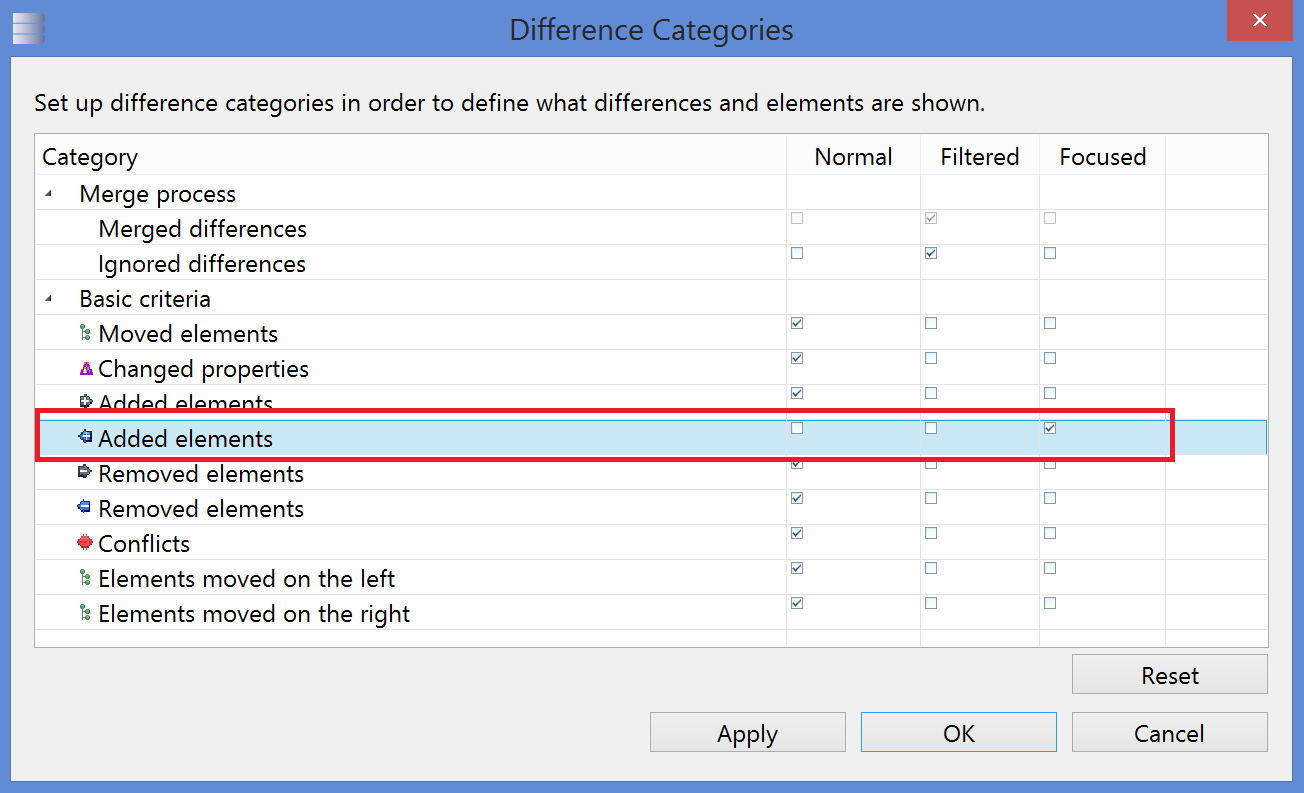 Difference Categories
Set up difference categories in order to define what differences and elements are shown.
Category Normal Filtered Focused
Merge process
Merged differences
Ignored differences
Basic criteria
Moved elements
Changed properties
Added elements
Added elements
Removed elements
Removed elements
Conflicts
Elements moved on the left
Elements moved on the right
Reset
Apply OK Cancel